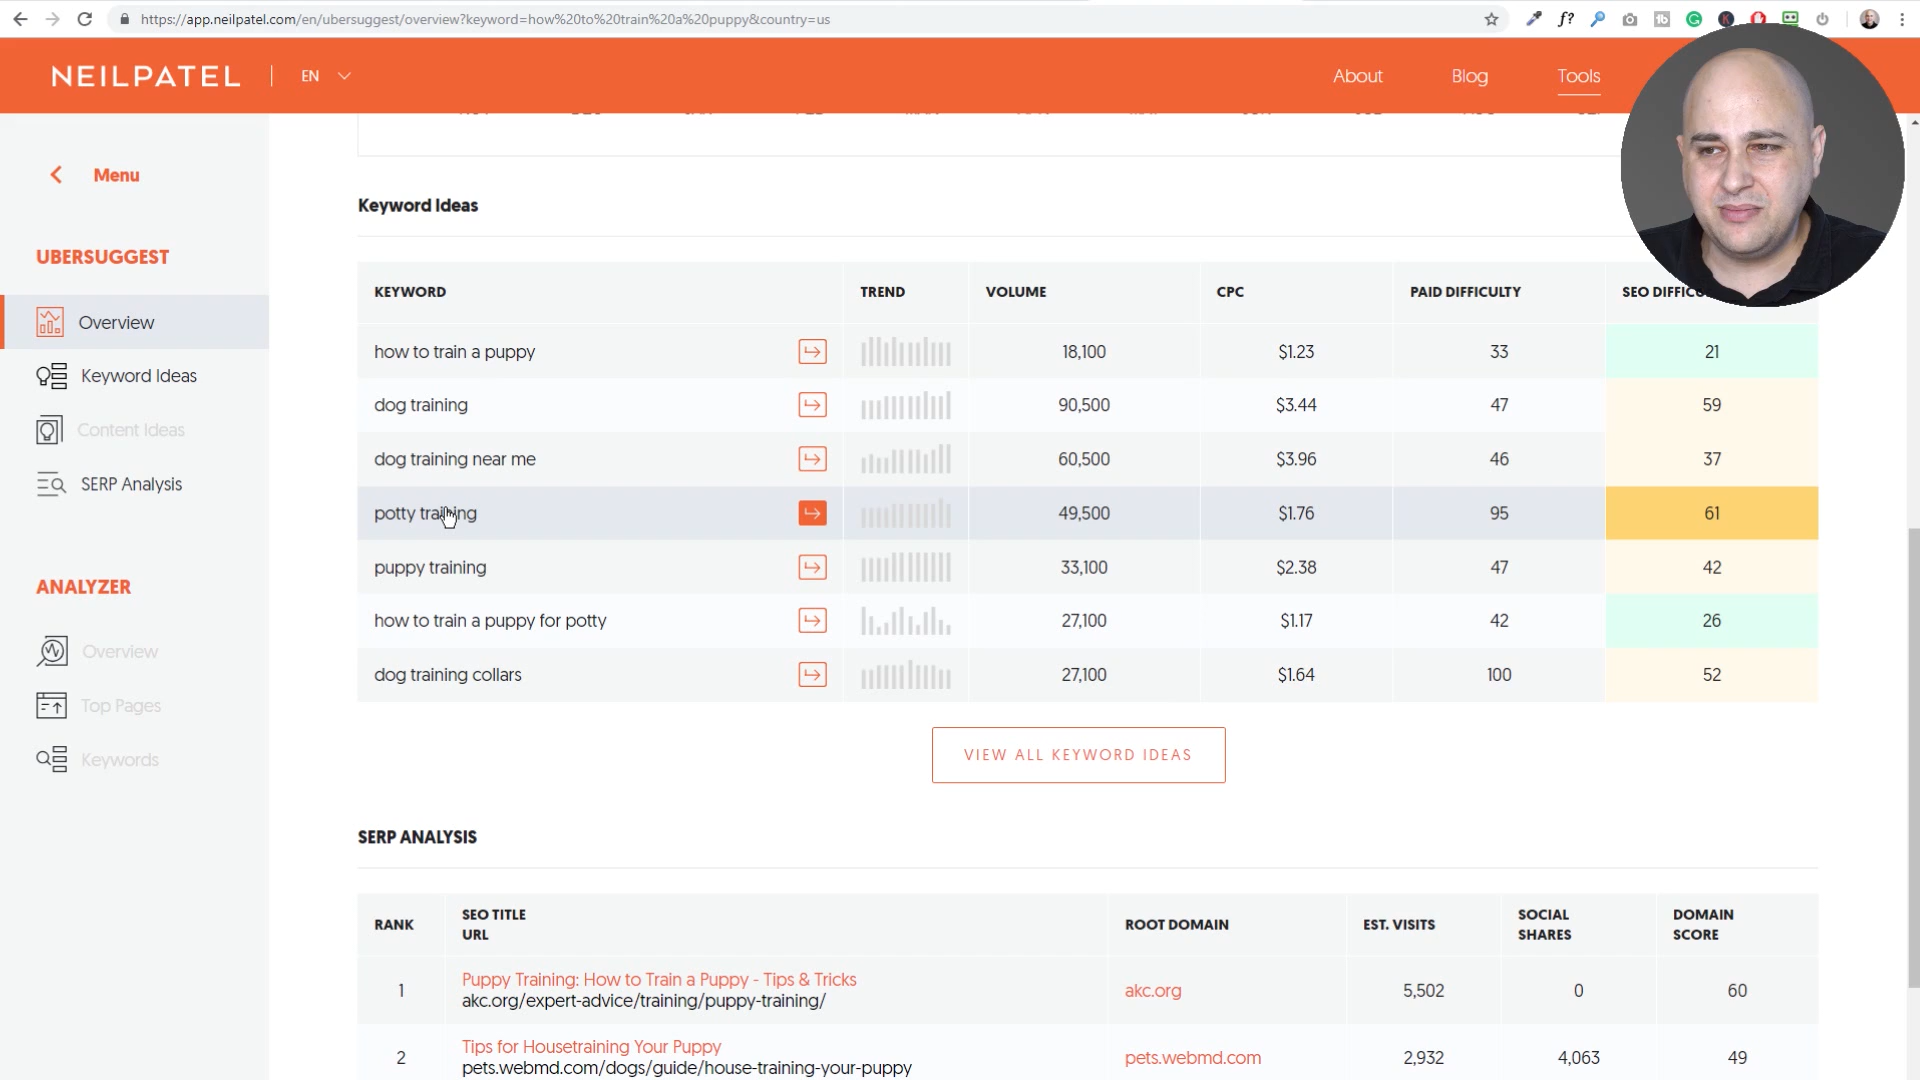 https://app.neilpatel.com/en/ubersuggest/overview?keyword=how%20to%20train%20a%20puppy&country=us
f?
NEILPATEL
EN
About
Blog
Tools
Menu
UBERSUGGEST
Overview
Keyword Ideas
Content Ideas
SERP Analysis
ANALYZER
Overview
Top Pages
Keywords
Keyword Ideas
KEYWORD TREND VOLUME CPC PAID DIFFICULTY SEO
how to train a puppy 18,100 $1.23 33 21
dog training 90,500 $3.44 47 59
dog training near me 60,500 $3.96 46 37
potty training 49,500 $1.76 95 61
puppy training 33,100 $2.38 47 42
how to train a puppy for potty 27,100 $1.17 42 26
dog training collars 27,100 $1.64 100 52
VIEW ALL KEYWORD IDEAS
SERP ANALYSIS
RANK SEO TITLE URL ROOT DOMAIN EST. VISITS SOCIAL SHARES DOMAIN SCORE
1 Puppy Training: How to Train a Puppy - Tips & Tricks akc.org 5,502 0 60
akc.org/expert-advice/training/puppy-training/
2 Tips for Housetraining Your Puppy pets.webmd.com 2,932 4,063 49
pets.webmd.com/dogs/guide/house-training-your-puppy